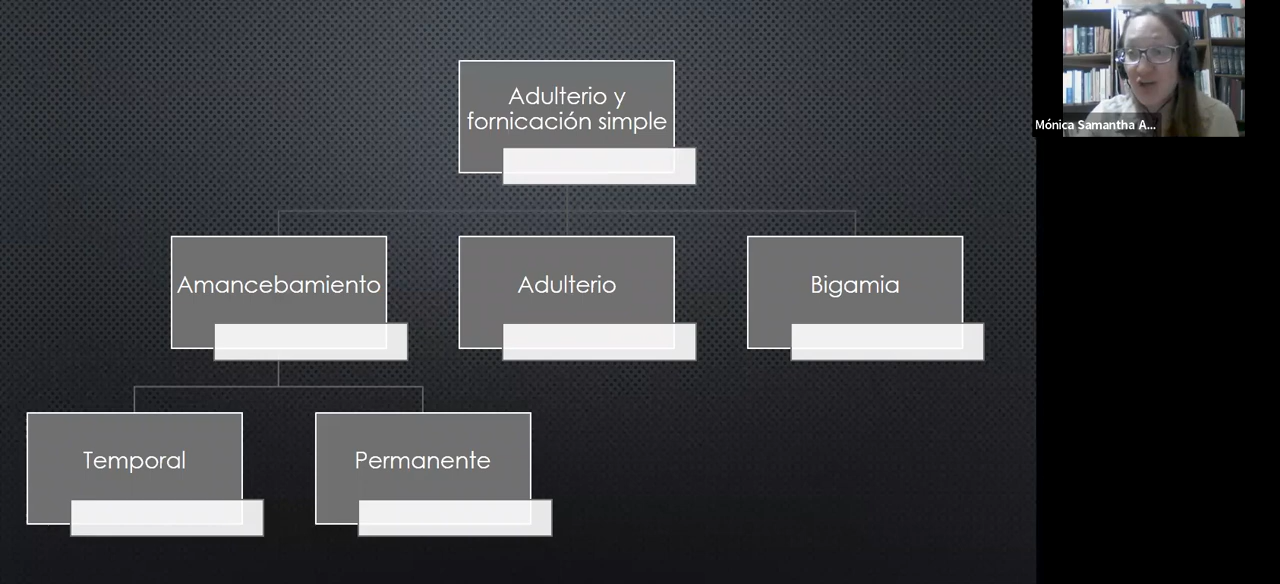 Adulterio y
fornicación simple
Mónica Samantha A...
Amancebamiento
Adulterio
Bigamia
Temporal
Permanente